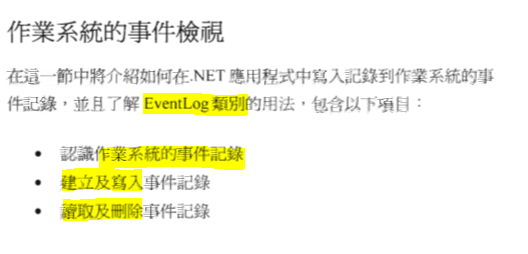 作業系統的事件檢視
在這一節中將介紹如何在.NET 應用程式中寫入記錄到作業系統的事
件記錄，並且了解 EventLog 類別的用法，包含以下項目：
• 認識作業系統的事件記錄
• 建立及寫入事件記錄
• 讀取及刪除事件記錄